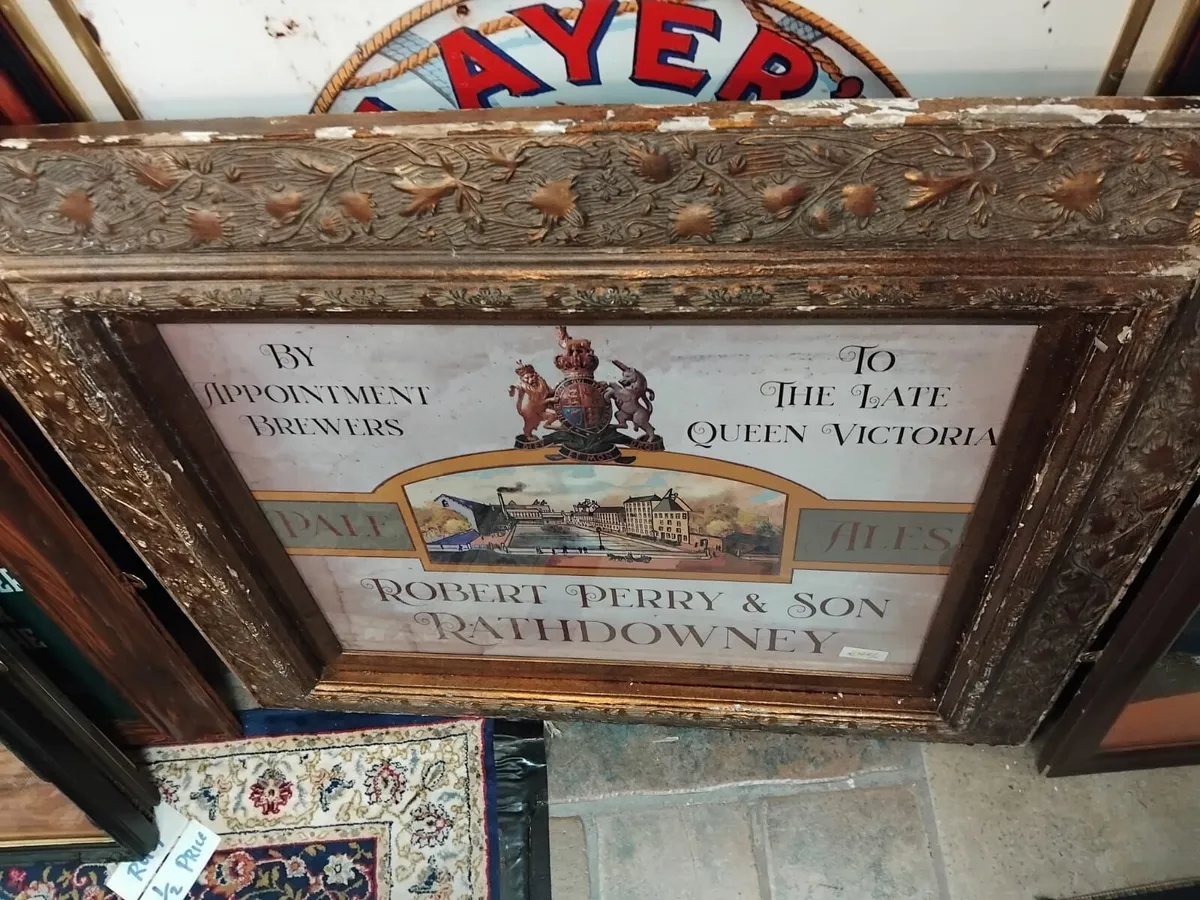 AYER'
BY
APPOINTMENT
BREWERS
TO
THE LATE
QUEEN VICTORIA
PALE
ALES
ROBERT PERRY & SON
RATHDOWNEY
1/2 PRICE